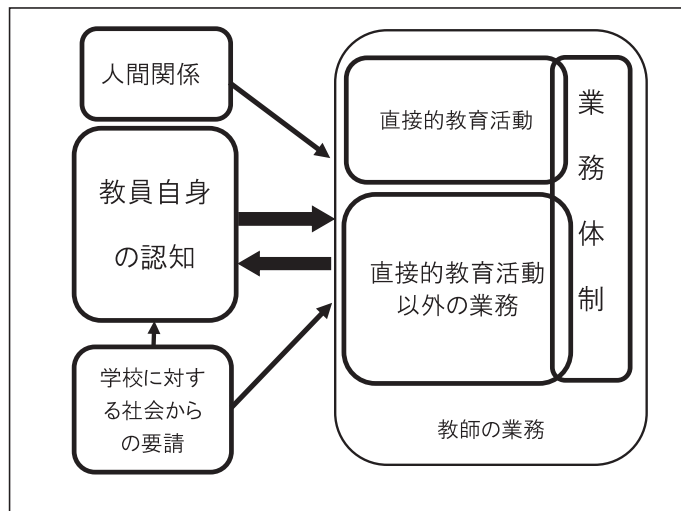 人間関係
教員自身
の認知
学校に対す
る社会から
の要請
直接的教育活動
直接的教育活動
以外の業務
業務体制
教師の業務